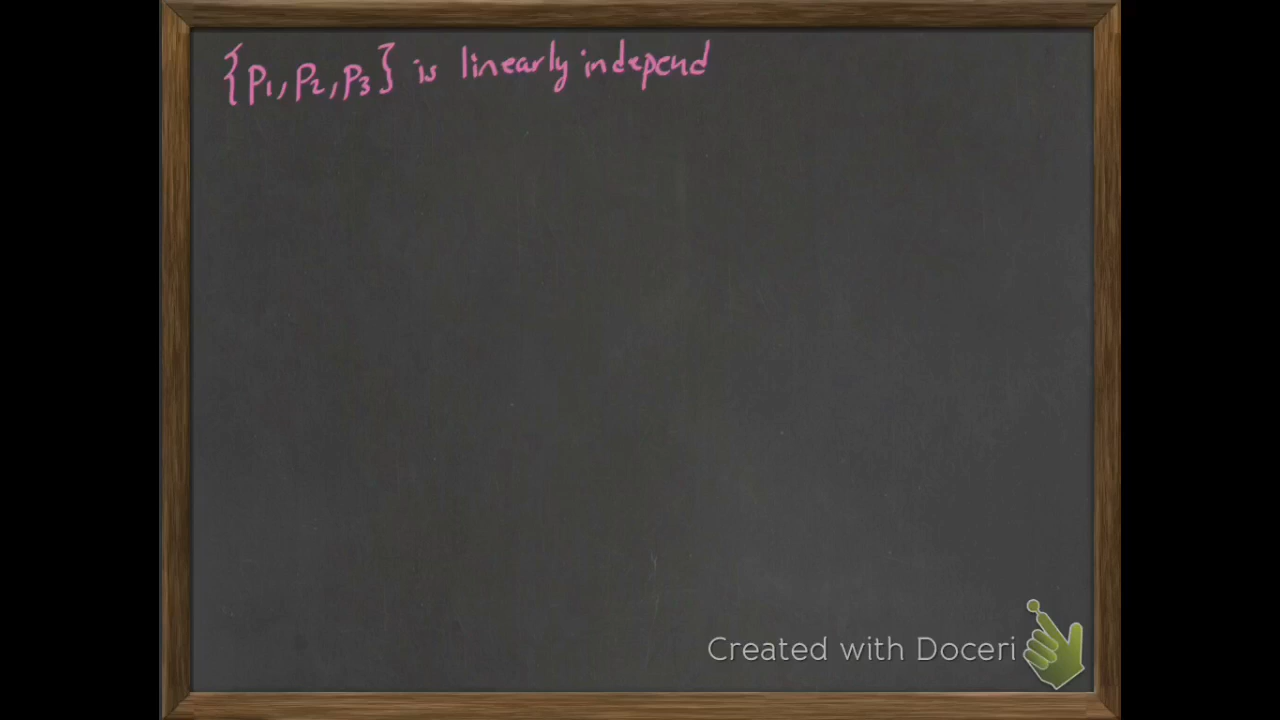 {p1, p2, p3} is linearly independ
Created with Doceri